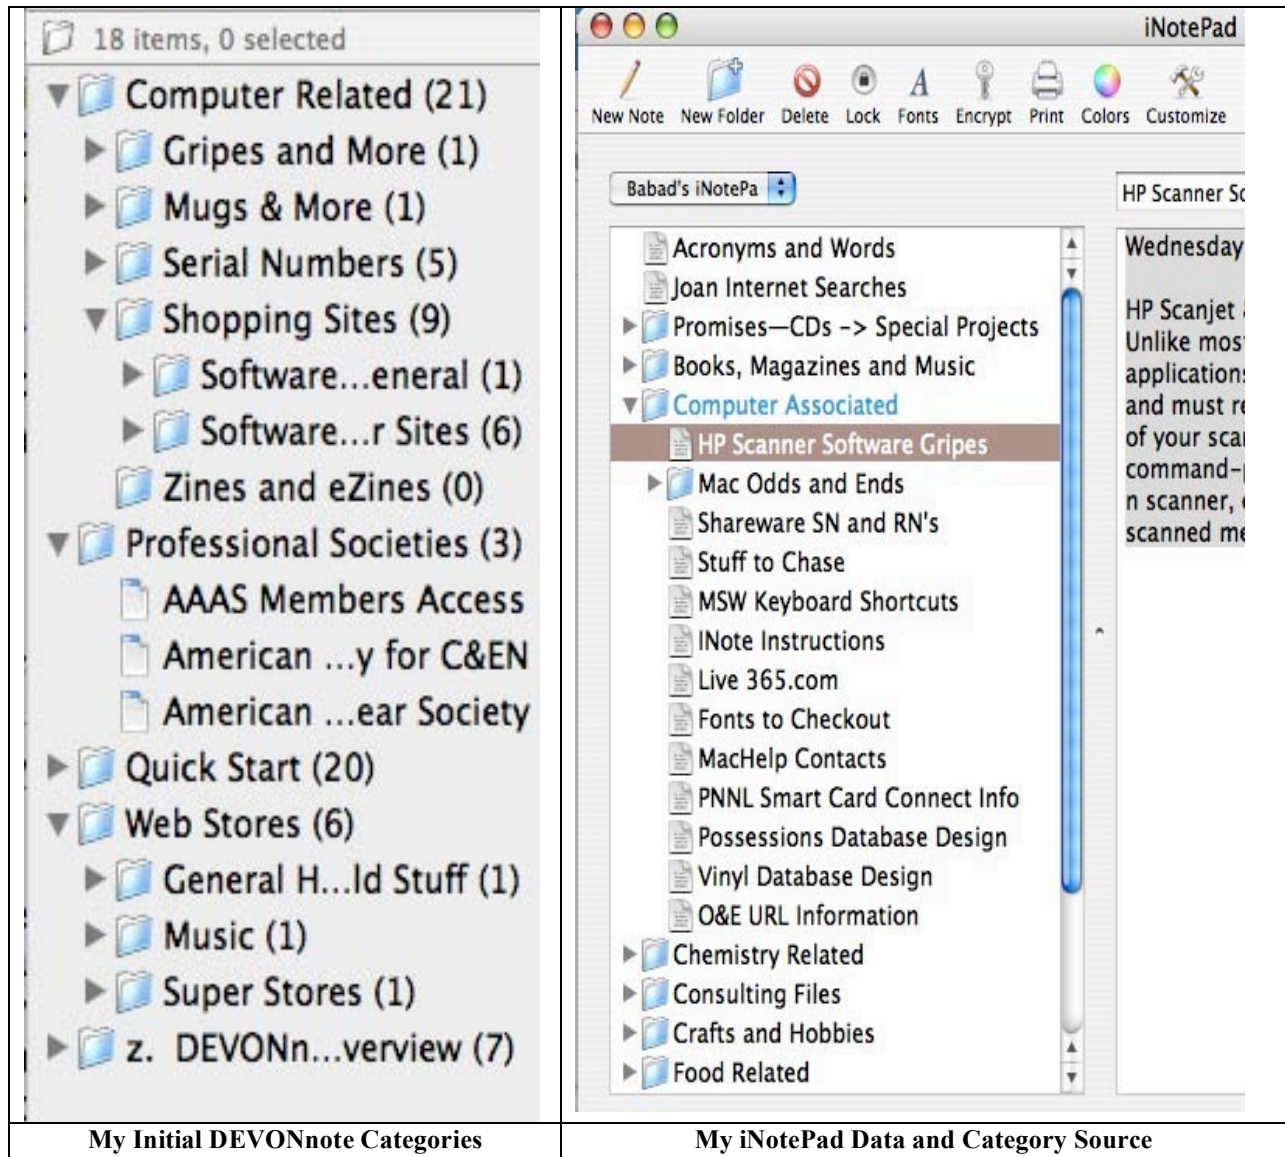 18 items, 0 selected
Computer Related (21)
Gripes and More (1)
Mugs & More (1)
Serial Numbers (5)
Shopping Sites (9)
Software...eneral (1)
Software...r Sites (6)
Zines and eZines (0)
Professional Societies (3)
AAAS Members Access
American ...y for C&EN
American ...ear Society
Quick Start (20)
Web Stores (6)
General H...ld Stuff (1)
Music (1)
Super Stores (1)
z. DEVONn...verview (7)
My Initial DEVONnote Categories
iNotePad
New Note New Folder Delete Lock Fonts Encrypt Print Colors Customize
Babad's iNotePa
HP Scanner So
Acronyms and Words
Joan Internet Searches
Promises—CDs -> Special Projects
Books, Magazines and Music
Computer Associated
HP Scanner Software Gripes
Mac Odds and Ends
Shareware SN and RN's
Stuff to Chase
MSW Keyboard Shortcuts
INote Instructions
Live 365.com
Fonts to Checkout
MacHelp Contacts
PNNL Smart Card Connect Info
Possessions Database Design
Vinyl Database Design
O&E URL Information
Chemistry Related
Consulting Files
Crafts and Hobbies
Food Related
Wednesday
HP Scanjet
Unlike mos
applications
and must re
of your scan
command-
n scanner,
scanned me
My iNotePad Data and Category Source